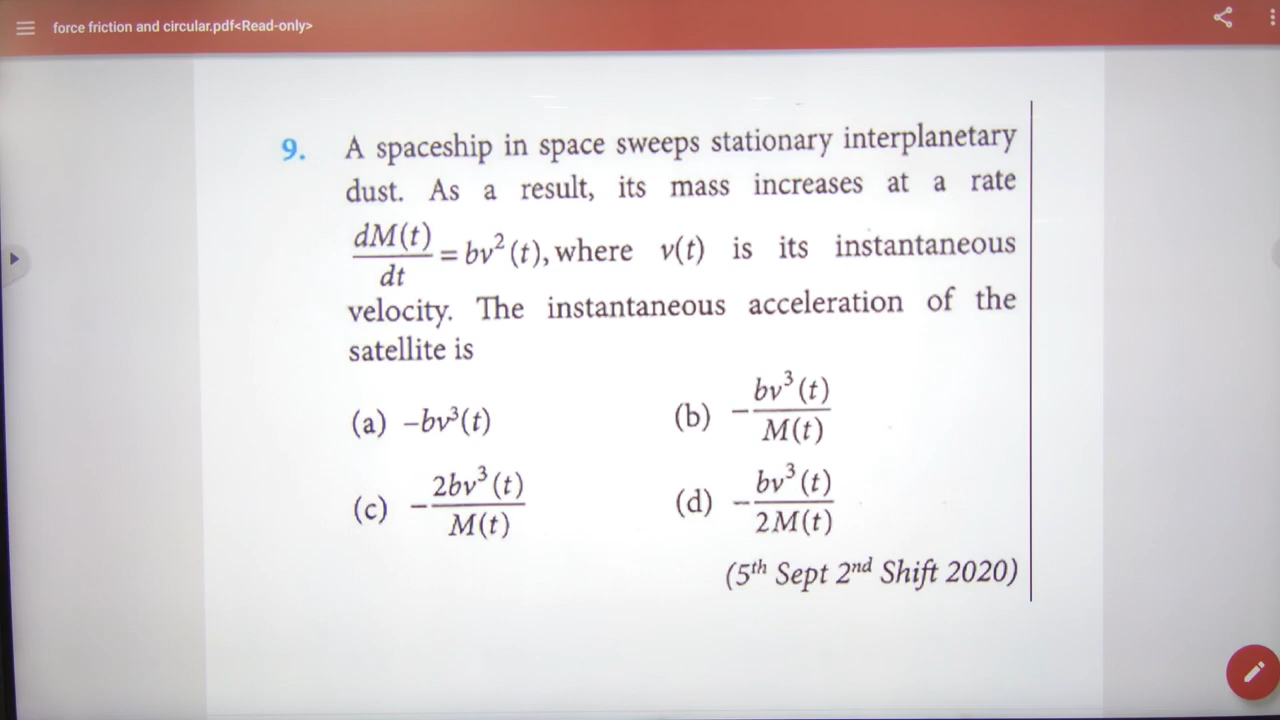 force friction and circular.pdf<Read-only>
9. A spaceship in space sweeps stationary interplanetary
dust. As a result, its mass increases at a rate
dM(t)/dt = bv²(t), where v(t) is its instantaneous
velocity. The instantaneous acceleration of the
satellite is
(a) –bv³(t) (b) –bv³(t)/M(t)
(c) –2bv³(t)/M(t) (d) –bv³(t)/2M(t)
(5th Sept 2nd Shift 2020)